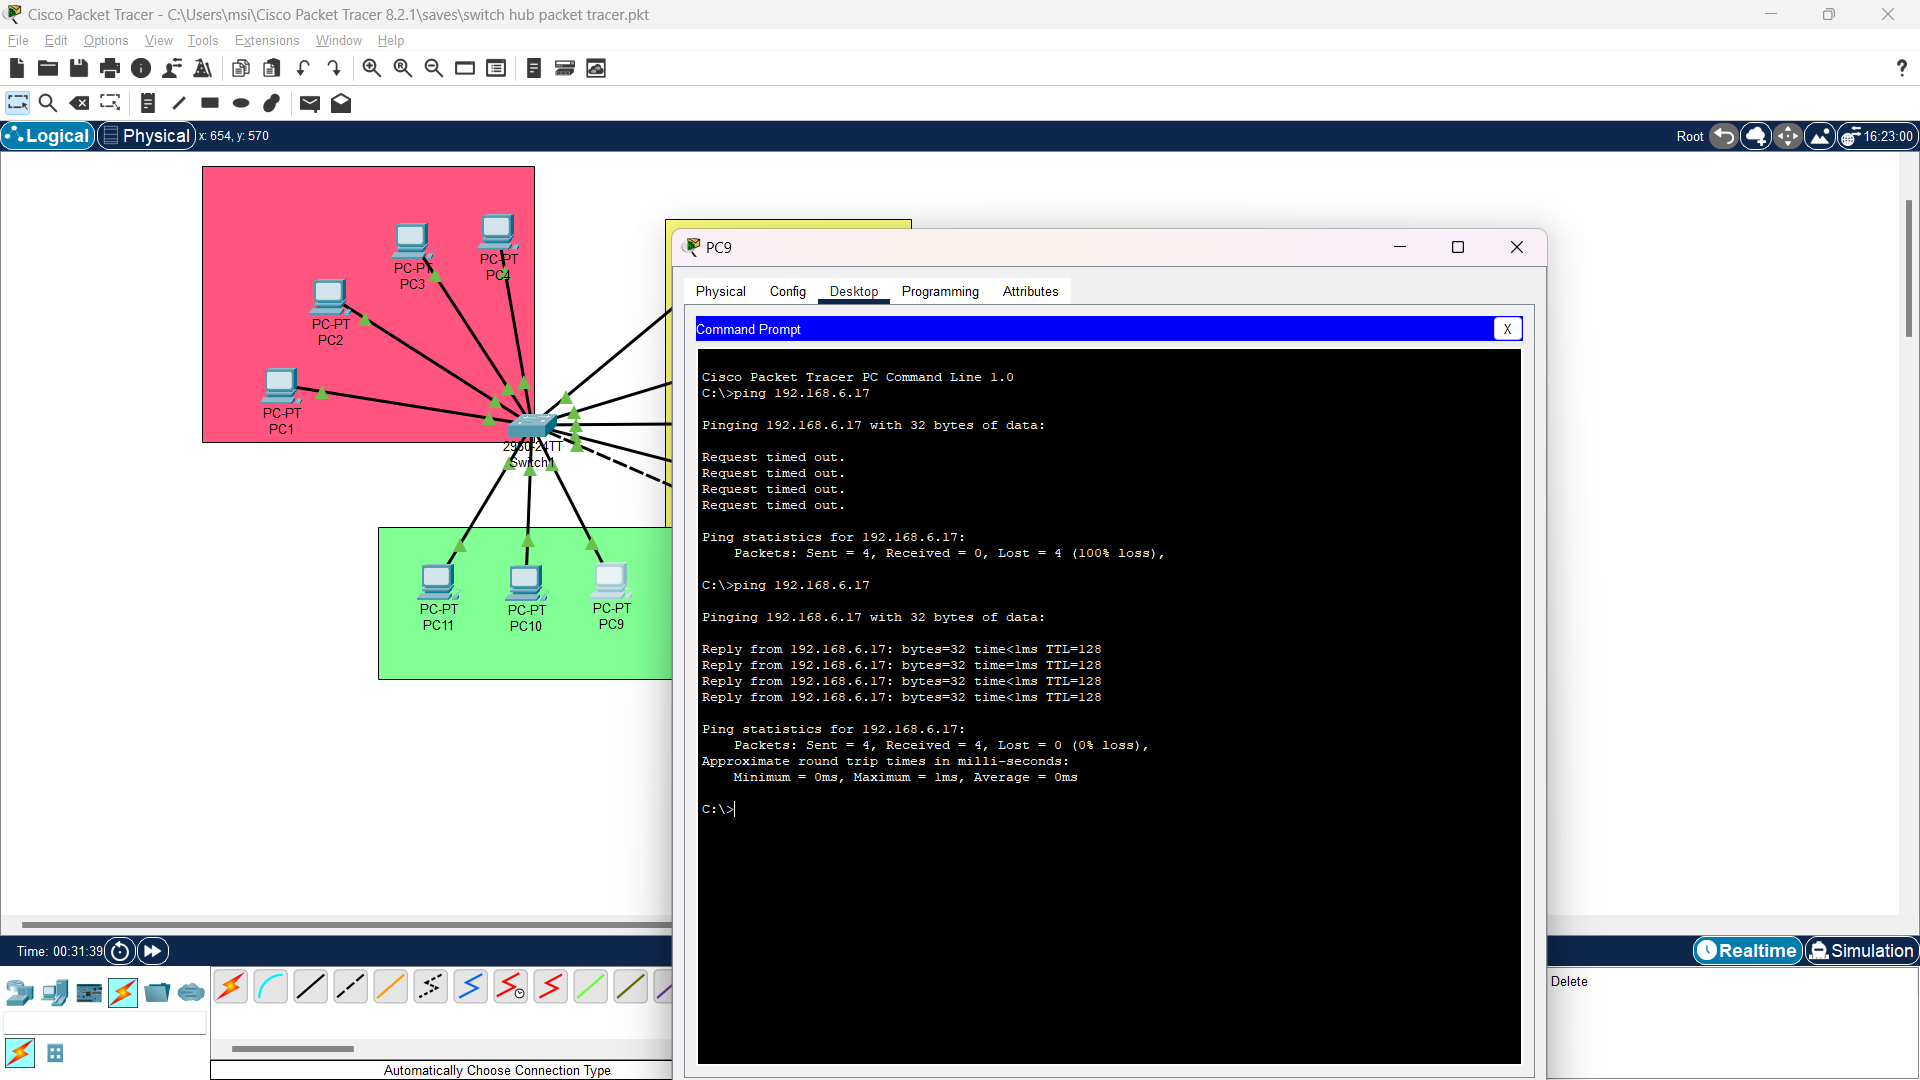 Cisco Packet Tracer - C:\Users\msi\Cisco Packet Tracer 8.2.1\saves\switch hub packet tracer.pkt
File Edit Options View Tools Extensions Window Help
?
Logical Physical x: 654, y: 570 Root 16:23:00
PC-PT
PC4
PC-PT
PC3
PC-PT
PC2
PC-PT
PC1
2950-24TT
Switch1
PC-PT
PC11
PC-PT
PC10
PC-PT
PC9
PC9
Physical Config Desktop Programming Attributes
Command Prompt X
Cisco Packet Tracer PC Command Line 1.0
C:\>ping 192.168.6.17
Pinging 192.168.6.17 with 32 bytes of data:
Request timed out.
Request timed out.
Request timed out.
Request timed out.
Ping statistics for 192.168.6.17:
Packets: Sent = 4, Received = 0, Lost = 4 (100% loss),
C:\>ping 192.168.6.17
Pinging 192.168.6.17 with 32 bytes of data:
Reply from 192.168.6.17: bytes=32 time<1ms TTL=128
Reply from 192.168.6.17: bytes=32 time=1ms TTL=128
Reply from 192.168.6.17: bytes=32 time<1ms TTL=128
Reply from 192.168.6.17: bytes=32 time<1ms TTL=128
Ping statistics for 192.168.6.17:
Packets: Sent = 4, Received = 4, Lost = 0 (0% loss),
Approximate round trip times in milli-seconds:
Minimum = 0ms, Maximum = 1ms, Average = 0ms
C:\>
Time: 00:31:39 Realtime Simulation
Delete
Automatically Choose Connection Type